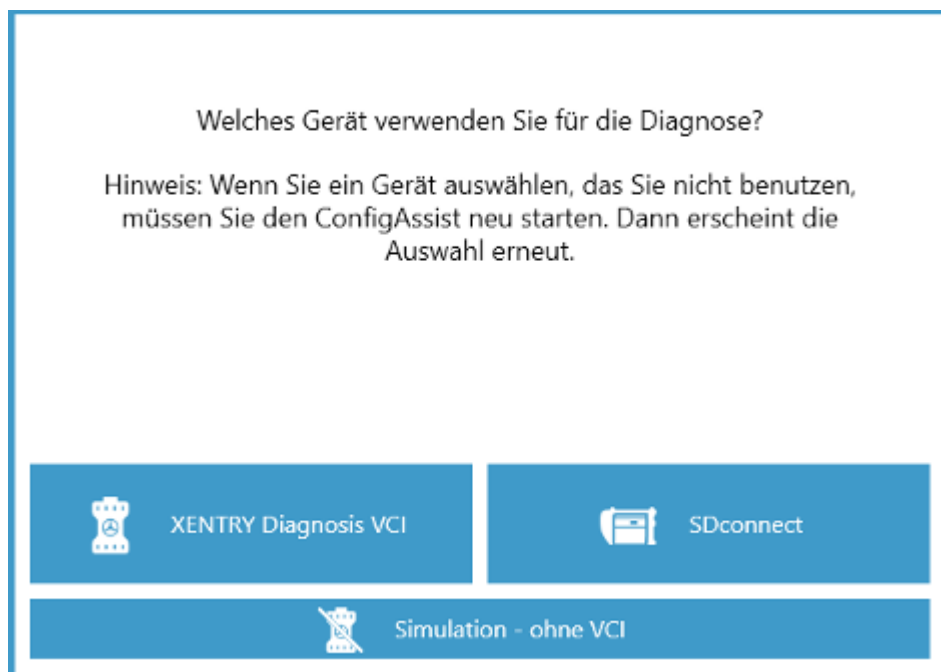 Welches Gerät verwenden Sie für die Diagnose?
Hinweis: Wenn Sie ein Gerät auswählen, das Sie nicht benutzen,
müssen Sie den ConfigAssist neu starten. Dann erscheint die
Auswahl erneut.
XENTRY Diagnosis VCI
SDconnect
Simulation - ohne VCI